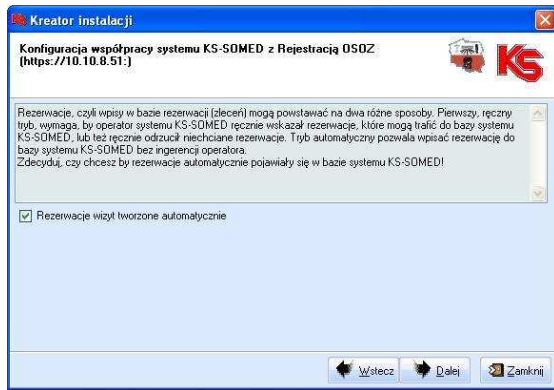 Kreator instalacji
Konfiguracja współpracy systemu KS-SOMED z Rejestracją OSOZ
(https://10.10.8.51:)
KS
Rezerwacje, czyli wpisy w bazie rezerwacji (zleceń) mogą powstawać na dwa różne sposoby. Pierwszy, ręczny
tryb, wymaga, by operator systemu KS-SOMED ręcznie wskazał rezerwacje, które mogą trafić do bazy systemu
KS-SOMED, lub też ręcznie odrzucił niechciane rezerwacje. Tryb automatyczny pozwala wpisać rezerwację do
bazy systemu KS-SOMED bez ingerencji operatora.
Zdecyduj, czy chcesz by rezerwacje automatycznie pojawiały się w bazie systemu KS-SOMED!
Rezerwacje wizyt tworzone automatycznie
Wstecz
Dalej
Zamknij